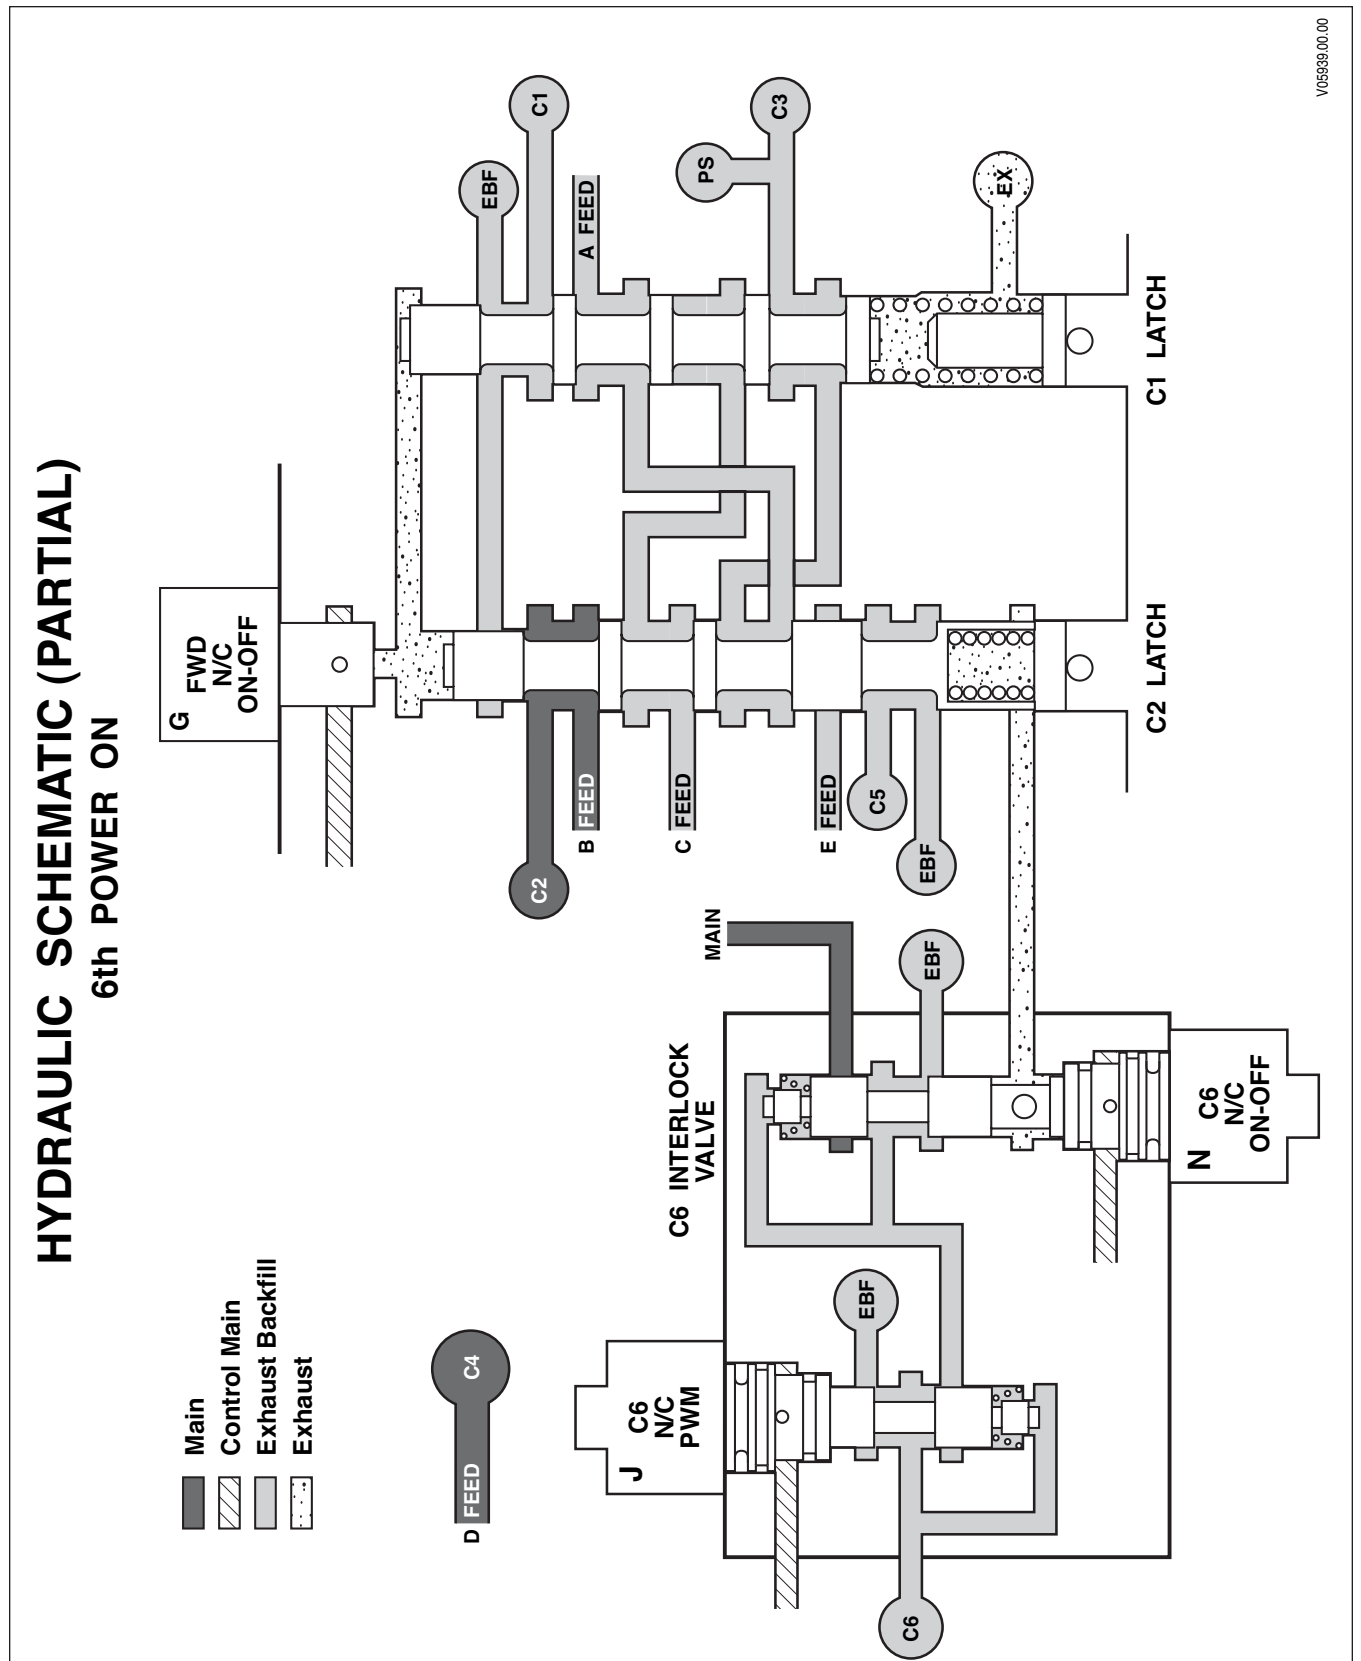 HYDRAULIC SCHEMATIC (PARTIAL)
6th POWER ON
Main
Control Main
Exhaust Backfill
Exhaust
D FEED
C4
G
FWD
N/C
ON-OFF
EBF
C1
A FEED
PS
C3
EX
C1 LATCH
C2
B FEED
C FEED
E FEED
C5
EBF
C2 LATCH
MAIN
C6 INTERLOCK
VALVE
EBF
N
C6
N/C
ON-OFF
J
C6
N/C
PWM
EBF
C6
V05939.00.00